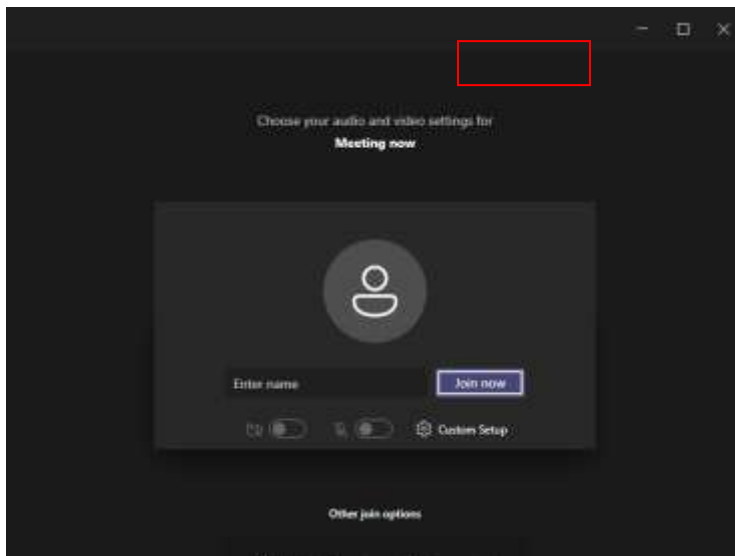 Choose your audio and video settings for
Meeting now
Enter name
Join now
Custom Setup
Other join options